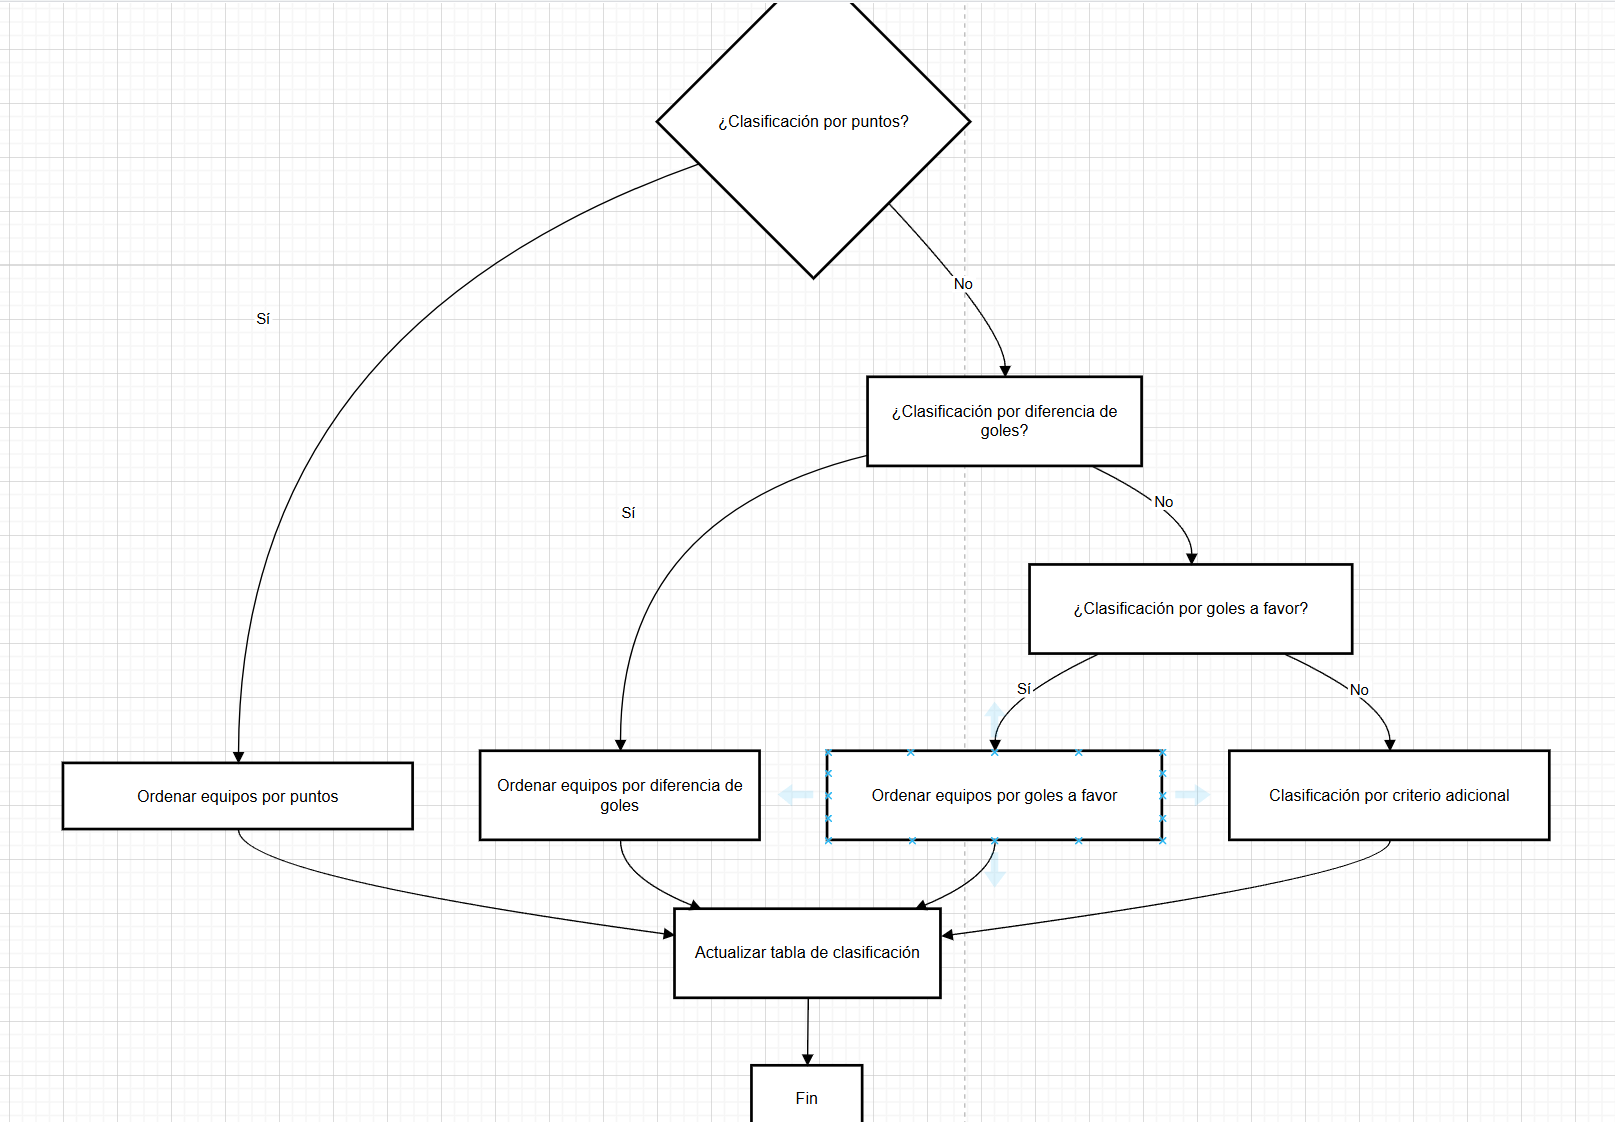 ¿Clasificación por puntos?
No
Sí
¿Clasificación por diferencia de
goles?
No
Sí
¿Clasificación por goles a favor?
Sí
No
Ordenar equipos por puntos
Ordenar equipos por diferencia de
goles
Ordenar equipos por goles a favor
Clasificación por criterio adicional
Actualizar tabla de clasificación
Fin